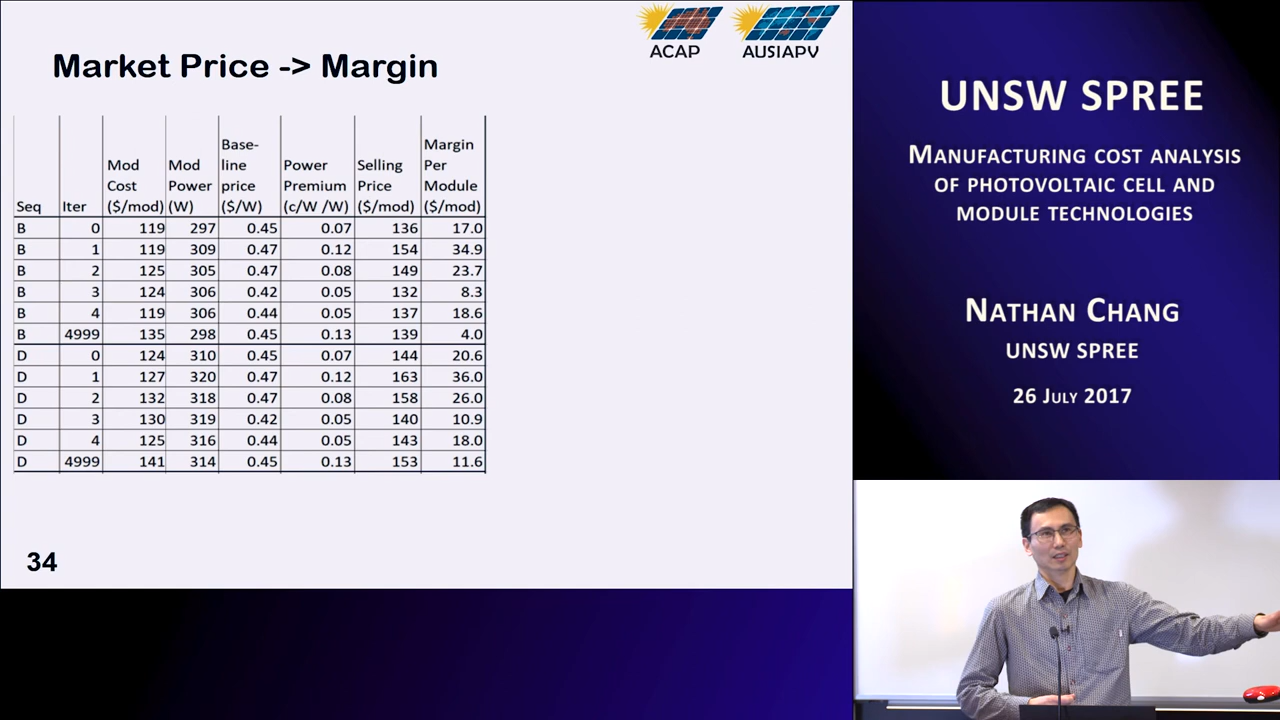 ACAP
AUSIAPV
Market Price -> Margin
Seq Iter Mod Cost ($/mod) Mod Power (W) Base-line price ($/W) Power Premium (c/W /W) Selling Price ($/mod) Margin Per Module ($/mod)
B 0 119 297 0.45 0.07 136 17.0
B 1 119 309 0.47 0.12 154 34.9
B 2 125 305 0.47 0.08 149 23.7
B 3 124 306 0.42 0.05 132 8.3
B 4 119 306 0.44 0.05 137 18.6
B 4999 135 298 0.45 0.13 139 4.0
D 0 124 310 0.45 0.07 144 20.6
D 1 127 320 0.47 0.12 163 36.0
D 2 132 318 0.47 0.08 158 26.0
D 3 130 319 0.42 0.05 140 10.9
D 4 125 316 0.44 0.05 143 18.0
D 4999 141 314 0.45 0.13 153 11.6
34
UNSW SPREE
MANUFACTURING COST ANALYSIS
OF PHOTOVOLTAIC CELL AND
MODULE TECHNOLOGIES
NATHAN CHANG
UNSW SPREE
26 JULY 2017